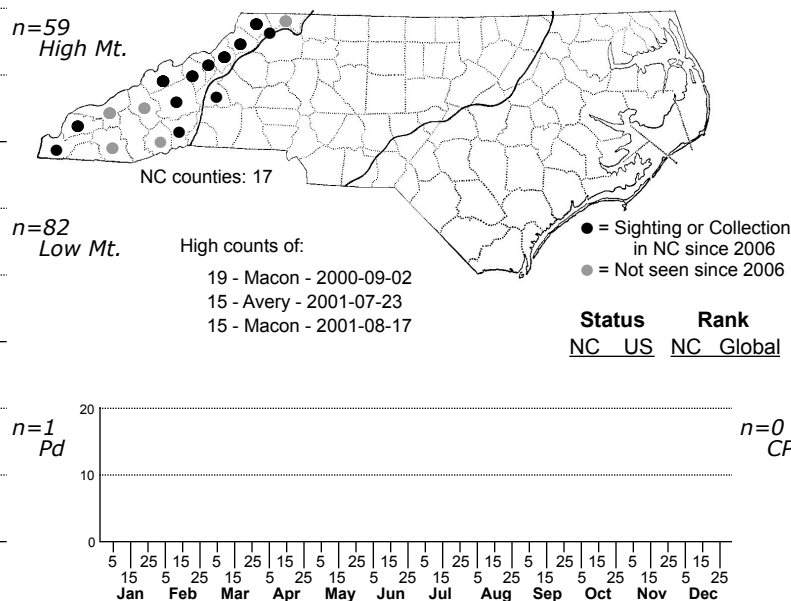 n=59
High Mt.
NC counties: 17
n=82
Low Mt.
High counts of:
19 - Macon - 2000-09-02
15 - Avery - 2001-07-23
15 - Macon - 2001-08-17
● = Sighting or Collection
in NC since 2006
● = Not seen since 2006
Status Rank
NC US NC Global
n=1
Pd
n=0
CP
20
10
0
5 25 15 5 25 15 5 25 15 5 25 15 5 25 15 5 25 15
15 5 25 15 5 25 15 5 25 15 5 25 15 5 25 15 5 25
Jan Feb Mar Apr May Jun Jul Aug Sep Oct Nov Dec